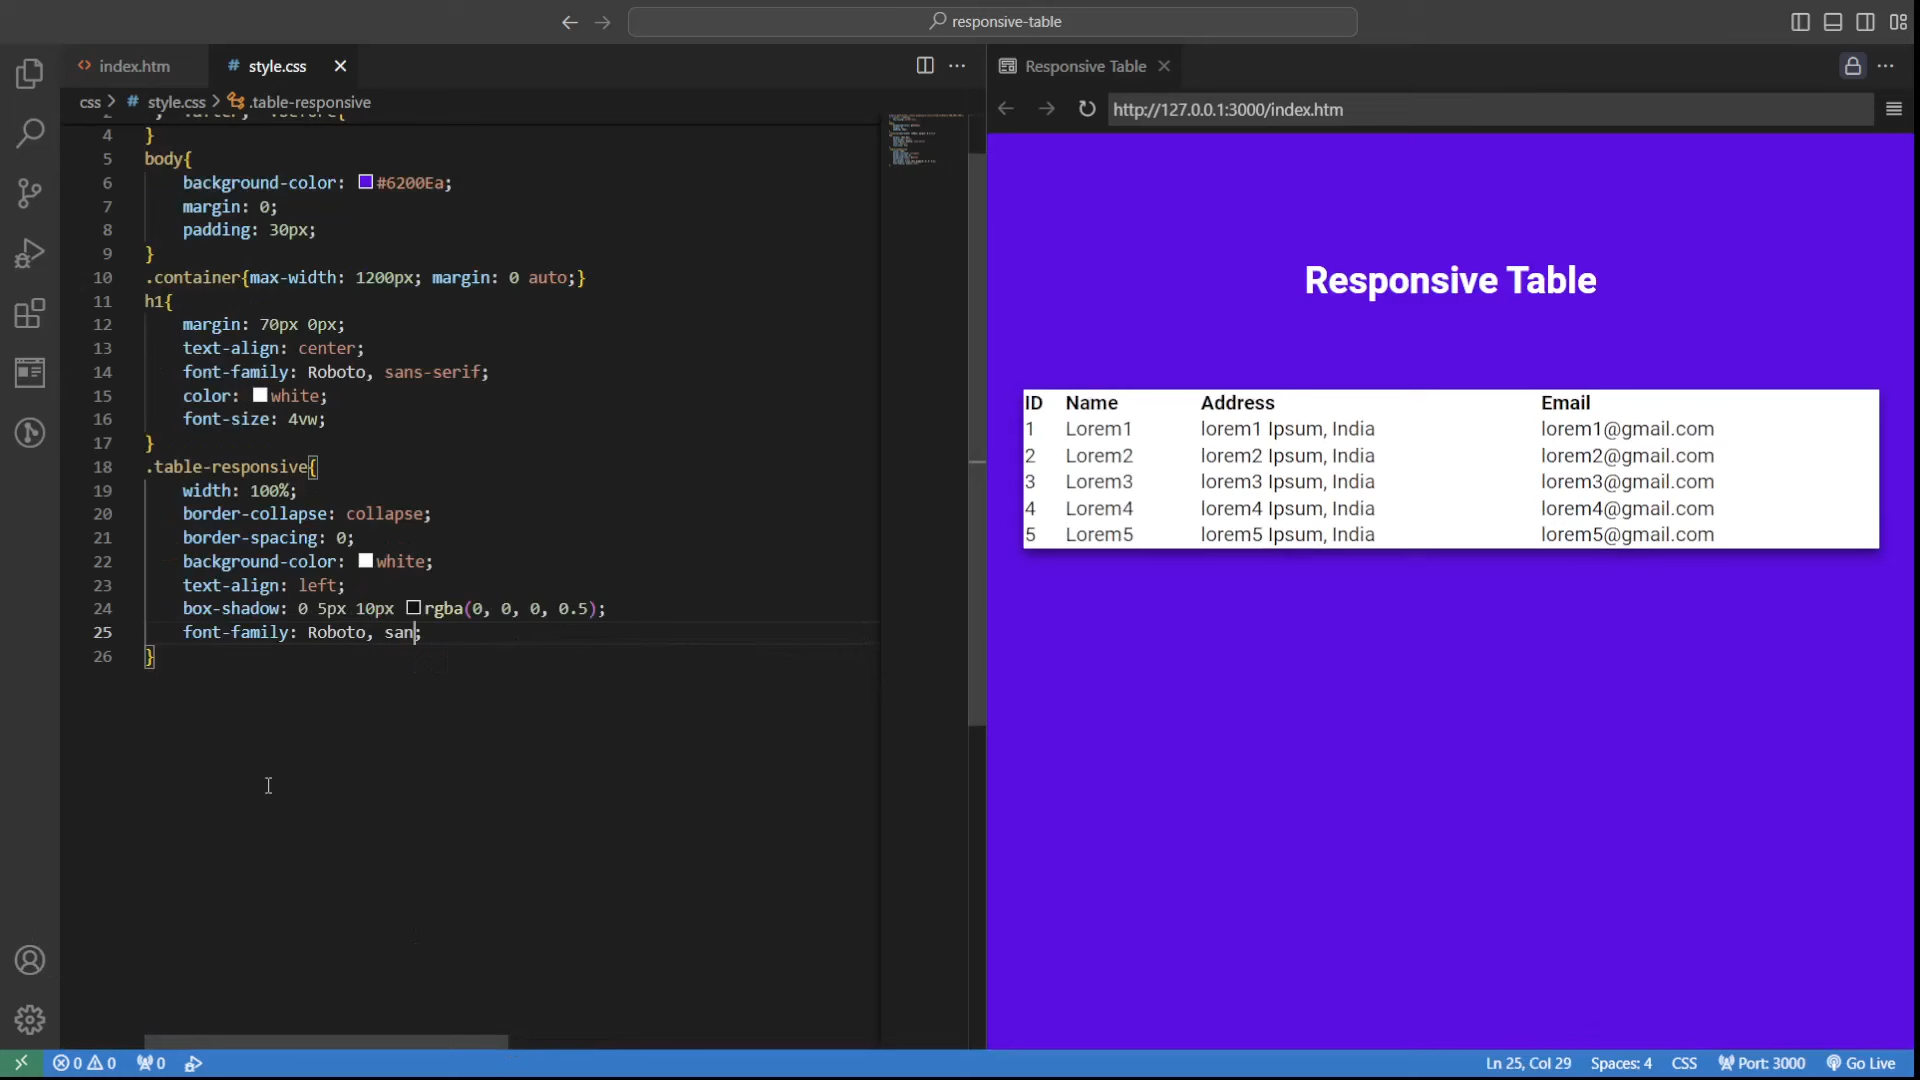 responsive-table
index.htm
# style.css
css > # style.css > .table-responsive
4 }
5 body{
6 background-color: #6200Ea;
7 margin: 0;
8 padding: 30px;
9 }
10 .container{max-width: 1200px; margin: 0 auto;}
11 h1{
12 margin: 70px 0px;
13 text-align: center;
14 font-family: Roboto, sans-serif;
15 color: white;
16 font-size: 4vw;
17 }
18 .table-responsive{
19 width: 100%;
20 border-collapse: collapse;
21 border-spacing: 0;
22 background-color: white;
23 text-align: left;
24 box-shadow: 0 5px 10px rgba(0, 0, 0, 0.5);
25 font-family: Roboto, san;
26 }
Responsive Table
http://127.0.0.1:3000/index.htm
Responsive Table
ID Name Address Email
1 Lorem1 lorem1 Ipsum, India lorem1@gmail.com
2 Lorem2 lorem2 Ipsum, India lorem2@gmail.com
3 Lorem3 lorem3 Ipsum, India lorem3@gmail.com
4 Lorem4 lorem4 Ipsum, India lorem4@gmail.com
5 Lorem5 lorem5 Ipsum, India lorem5@gmail.com
0 0 0 Ln 25, Col 29 Spaces: 4 CSS Port: 3000 Go Live